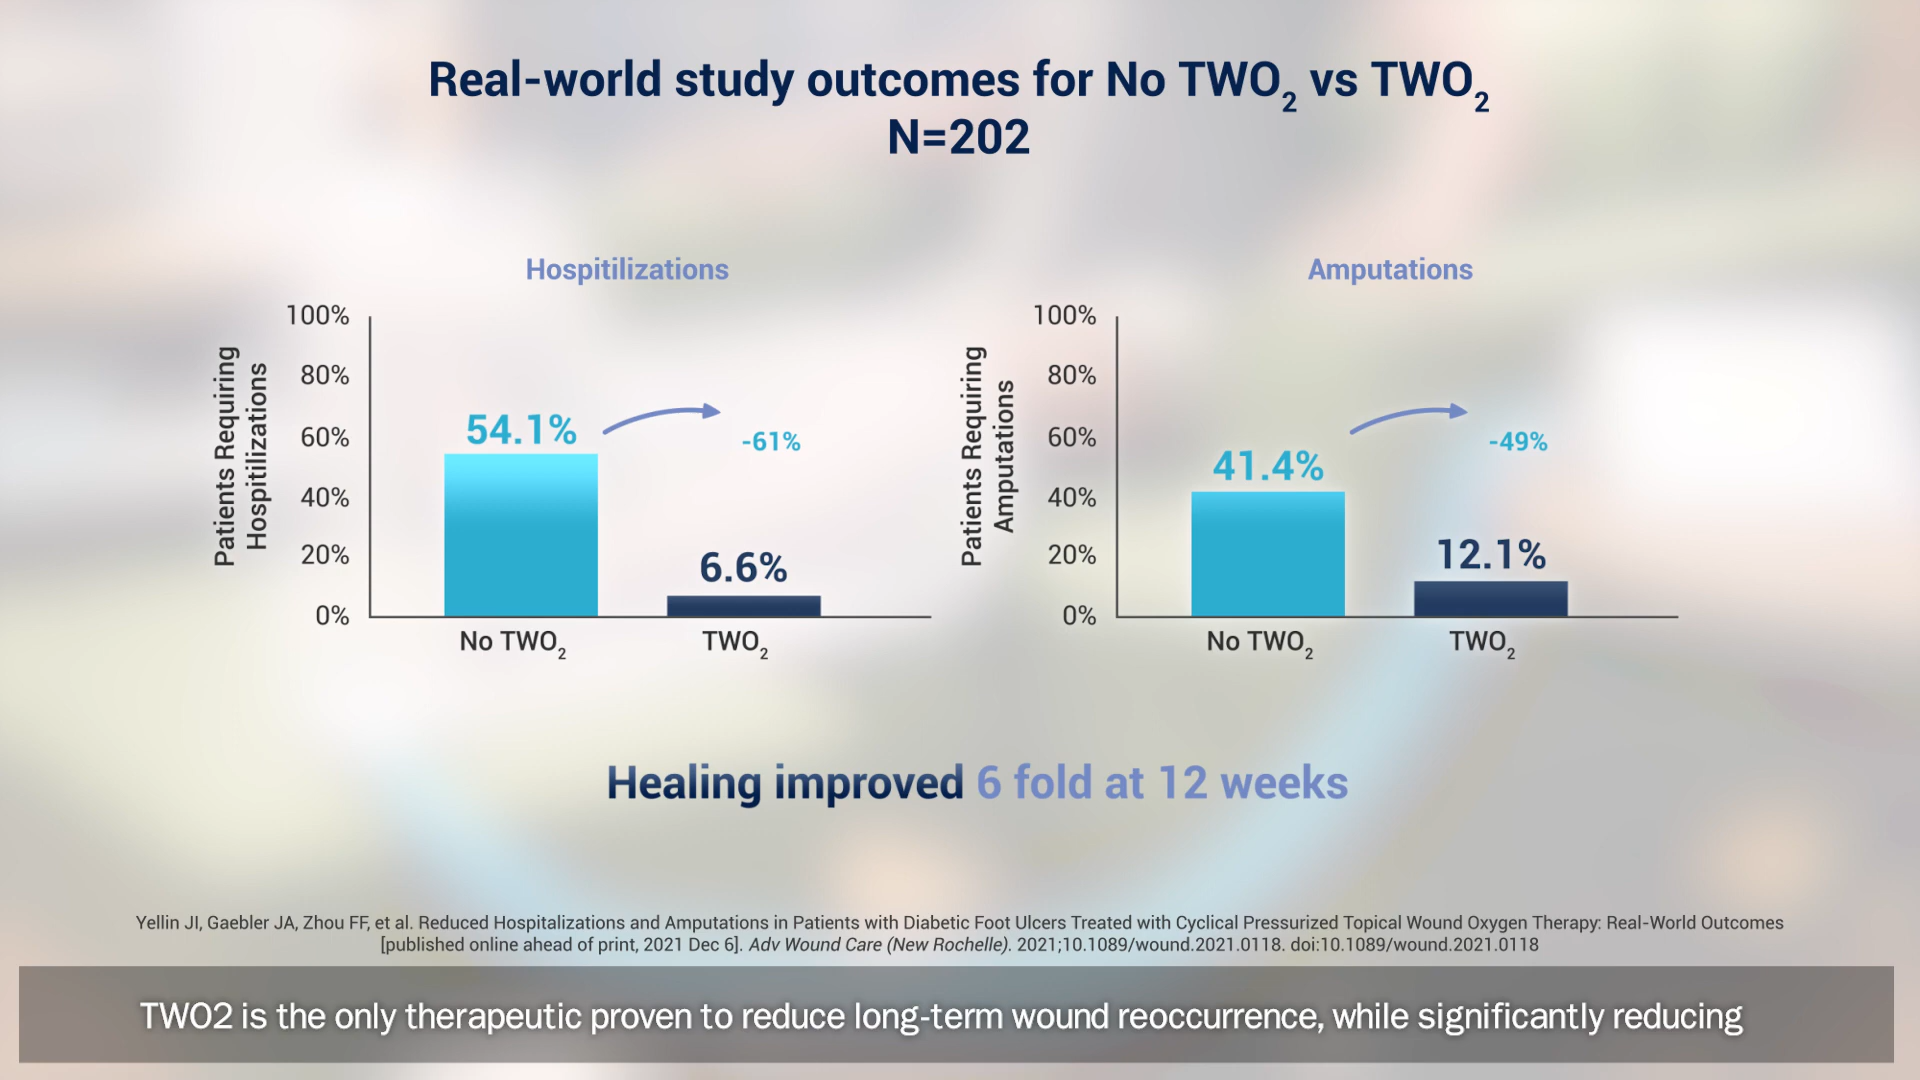 Real-world study outcomes for No TWO₂ vs TWO₂
N=202
Hospitilizations
Patients Requiring
Hospitilizations
100%
80%
60%
40%
20%
0%
54.1%
-61%
6.6%
No TWO₂
TWO₂
Amputations
Patients Requiring
Amputations
100%
80%
60%
40%
20%
0%
41.4%
-49%
12.1%
No TWO₂
TWO₂
Healing improved 6 fold at 12 weeks
Yellin JI, Gaebler JA, Zhou FF, et al. Reduced Hospitalizations and Amputations in Patients with Diabetic Foot Ulcers Treated with Cyclical Pressurized Topical Wound Oxygen Therapy: Real-World Outcomes
[published online ahead of print, 2021 Dec 6]. Adv Wound Care (New Rochelle). 2021;10.1089/wound.2021.0118. doi:10.1089/wound.2021.0118
TWO2 is the only therapeutic proven to reduce long-term wound reoccurrence, while significantly reducing